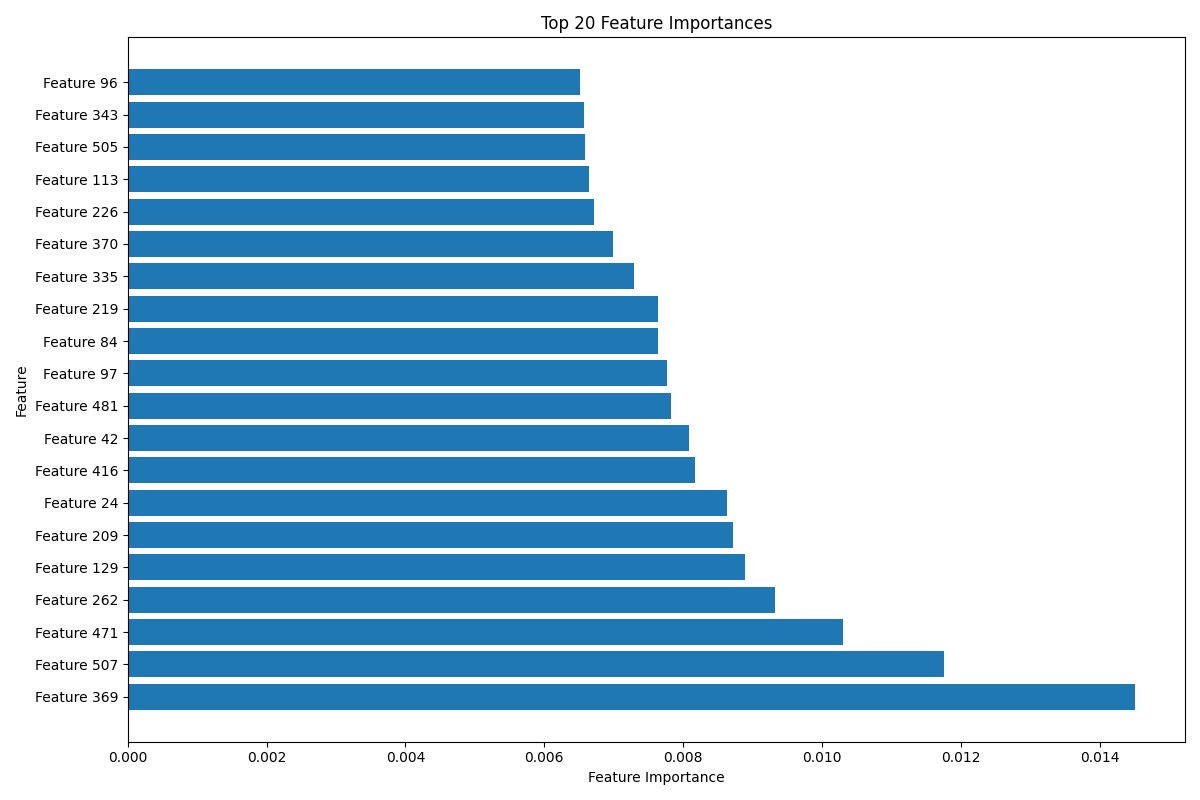 Top 20 Feature Importances
Feature 96
Feature 343
Feature 505
Feature 113
Feature 226
Feature 370
Feature 335
Feature 219
Feature 84
Feature 97
Feature 481
Feature 42
Feature 416
Feature 24
Feature 209
Feature 129
Feature 262
Feature 471
Feature 507
Feature 369
Feature
0.000 0.002 0.004 0.006 0.008 0.010 0.012 0.014
Feature Importance